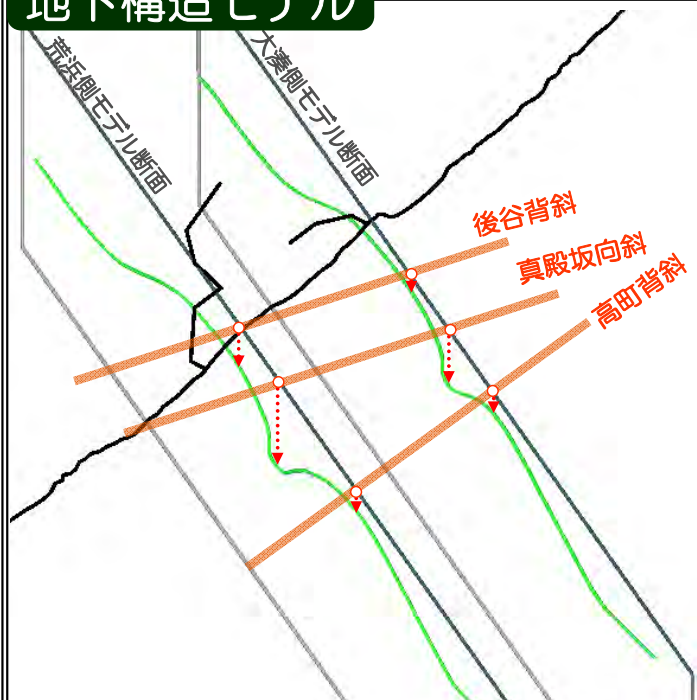 地下構造モデル
荒浜側モデル断面
大湊側モデル断面
後谷背斜
真殿坂向斜
高町背斜